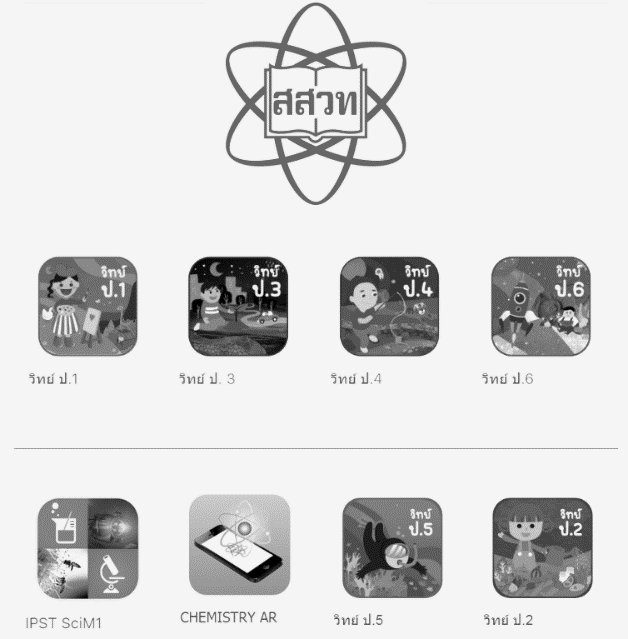 สสวท
วิทย์
ป.1
วิทย์
ป.3
วิทย์
ป.4
วิทย์
ป.6
วิทย์ ป.1
วิทย์ ป. 3
วิทย์ ป.4
วิทย์ ป.6
วิทย์
ป.5
วิทย์
ป.2
IPST SciM1
CHEMISTRY AR
วิทย์ ป.5
วิทย์ ป.2